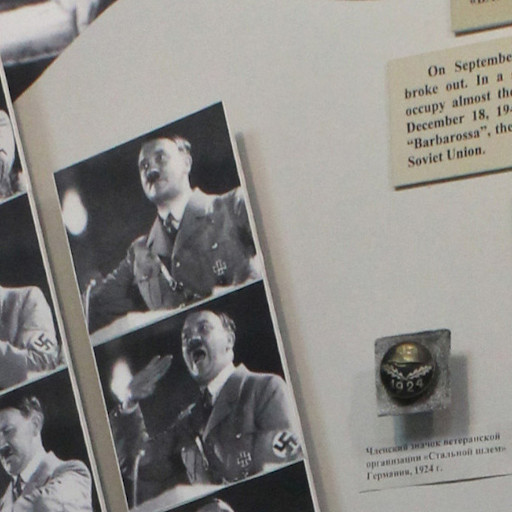 On Septembe
broke out. In a
occupy almost the
December 18, 19
“Barbarossa”, the
Soviet Union.
1924
Членский значок ветеранской
организации «Стальной шлем»
Германия, 1924 г.